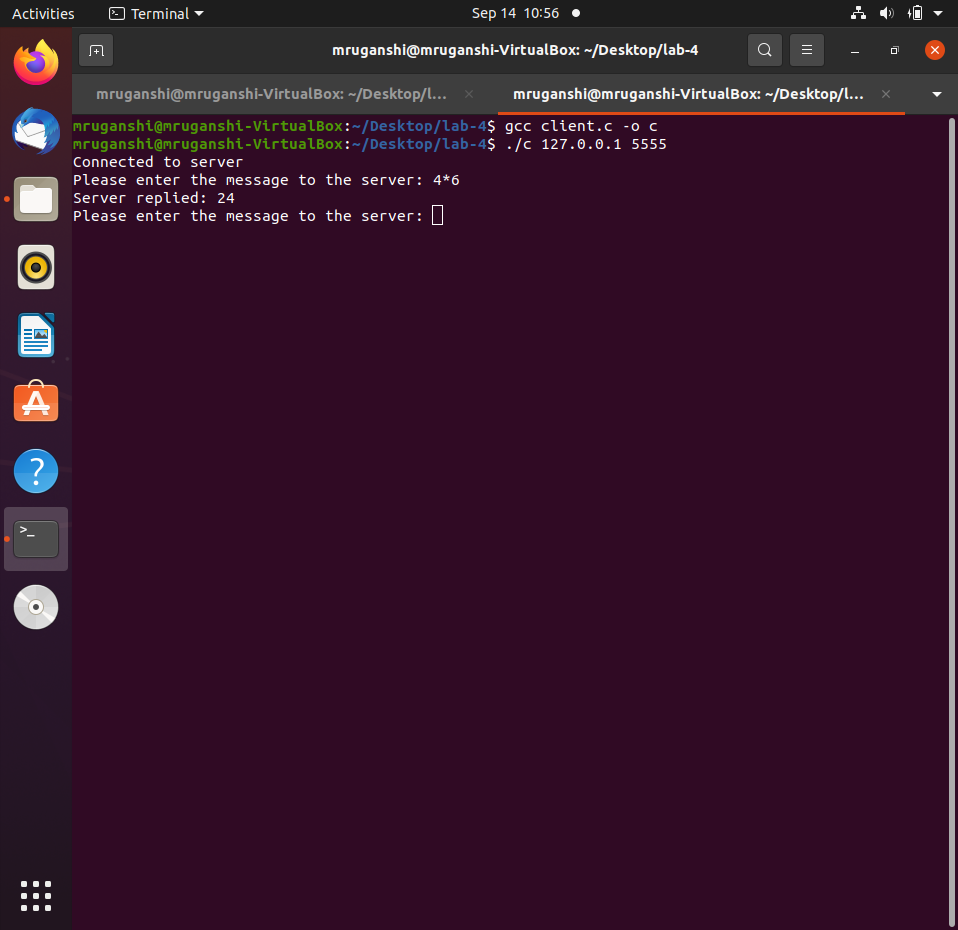 Activities Terminal Sep 14 10:56
mruganshi@mruganshi-VirtualBox: ~/Desktop/lab-4
mruganshi@mruganshi-VirtualBox: ~/Desktop/l... mruganshi@mruganshi-VirtualBox: ~/Desktop/l...
mruganshi@mruganshi-VirtualBox:~/Desktop/lab-4$ gcc client.c -o c
mruganshi@mruganshi-VirtualBox:~/Desktop/lab-4$ ./c 127.0.0.1 5555
Connected to server
Please enter the message to the server: 4*6
Server replied: 24
Please enter the message to the server: